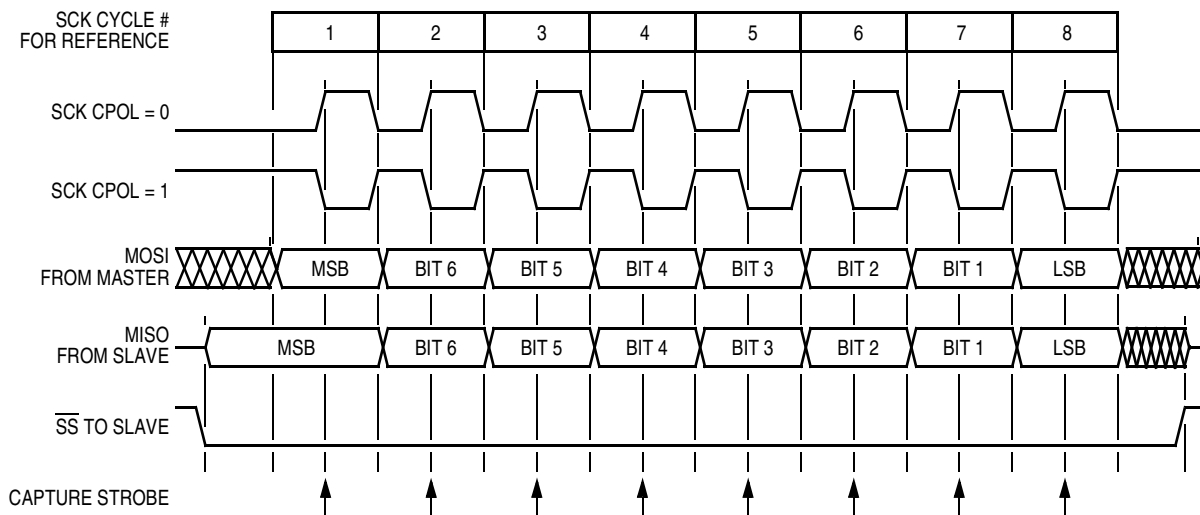 SCK CYCLE #
FOR REFERENCE
1 2 3 4 5 6 7 8
SCK CPOL = 0
SCK CPOL = 1
MOSI
FROM MASTER
MSB BIT 6 BIT 5 BIT 4 BIT 3 BIT 2 BIT 1 LSB
MISO
FROM SLAVE
MSB BIT 6 BIT 5 BIT 4 BIT 3 BIT 2 BIT 1 LSB
S̅S̅ TO SLAVE
CAPTURE STROBE